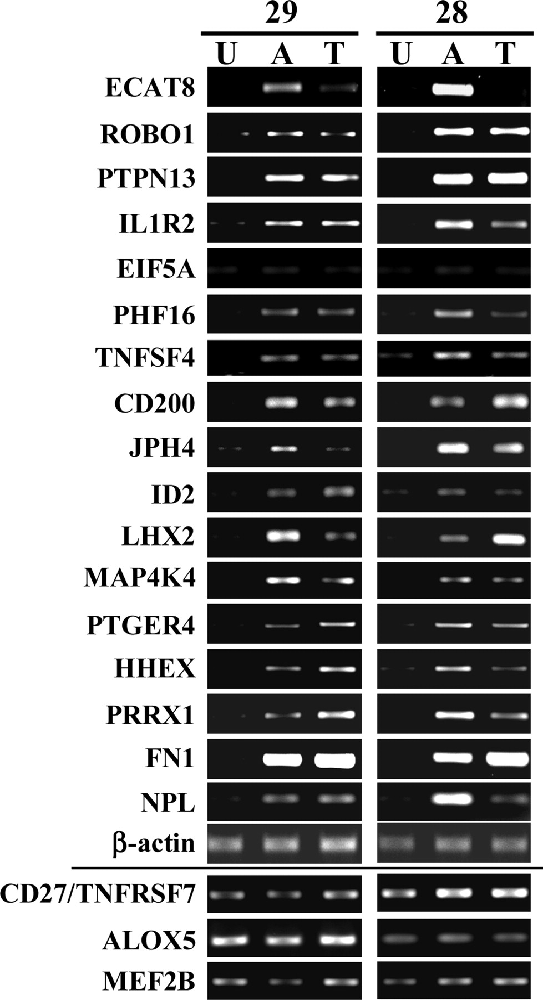 29 28
U A T U A T
ECAT8
ROBO1
PTPN13
IL1R2
EIF5A
PHF16
TNFSF4
CD200
JPH4
ID2
LHX2
MAP4K4
PTGER4
HHEX
PRRX1
FN1
NPL
β-actin
CD27/TNFRSF7
ALOX5
MEF2B